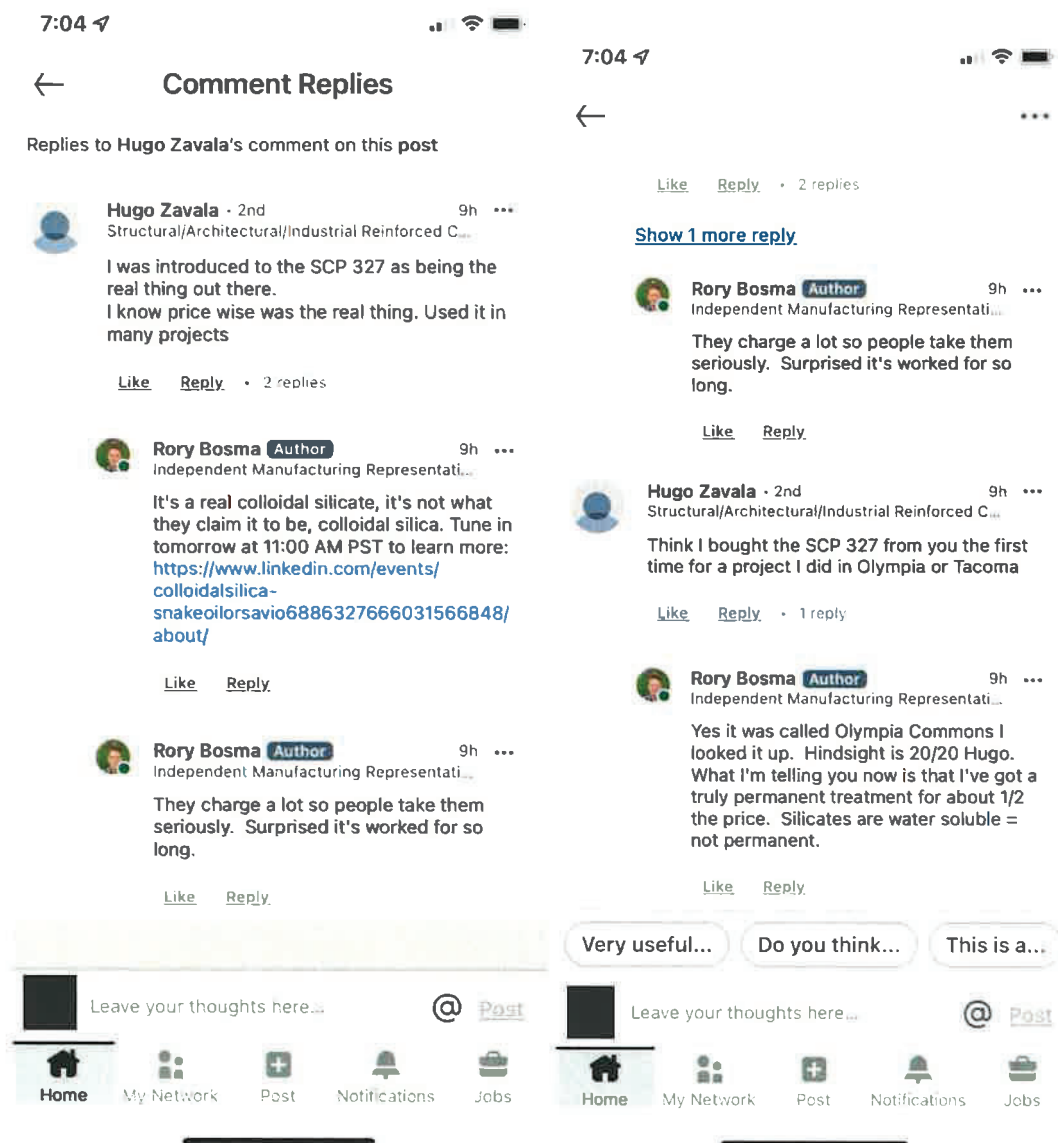 7:04
Comment Replies
Replies to Hugo Zavala's comment on this post
Hugo Zavala · 2nd 9h ...
Structural/Architectural/Industrial Reinforced C...
I was introduced to the SCP 327 as being the
real thing out there.
I know price wise was the real thing. Used it in
many projects
Like Reply • 2 replies
Rory Bosma Author 9h ...
Independent Manufacturing Representati...
It's a real colloidal silicate, it's not what
they claim it to be, colloidal silica. Tune in
tomorrow at 11:00 AM PST to learn more:
https://www.linkedin.com/events/
colloidalsilica-
snakeoilorsavio6886327666031566848/
about/
Like Reply
Rory Bosma Author 9h ...
Independent Manufacturing Representati...
They charge a lot so people take them
seriously. Surprised it's worked for so
long.
Like Reply
Leave your thoughts here... @ Post
Home My Network Post Notifications Jobs
7:04
...
Like Reply • 2 replies
Show 1 more reply
Rory Bosma Author 9h ...
Independent Manufacturing Representati...
They charge a lot so people take them
seriously. Surprised it's worked for so
long.
Like Reply
Hugo Zavala · 2nd 9h ...
Structural/Architectural/Industrial Reinforced C...
Think I bought the SCP 327 from you the first
time for a project I did in Olympia or Tacoma
Like Reply • 1 reply
Rory Bosma Author 9h ...
Independent Manufacturing Representati...
Yes it was called Olympia Commons I
looked it up. Hindsight is 20/20 Hugo.
What I'm telling you now is that I've got a
truly permanent treatment for about 1/2
the price. Silicates are water soluble =
not permanent.
Like Reply
Very useful... Do you think... This is a...
Leave your thoughts here... @ Post
Home My Network Post Notifications Jobs